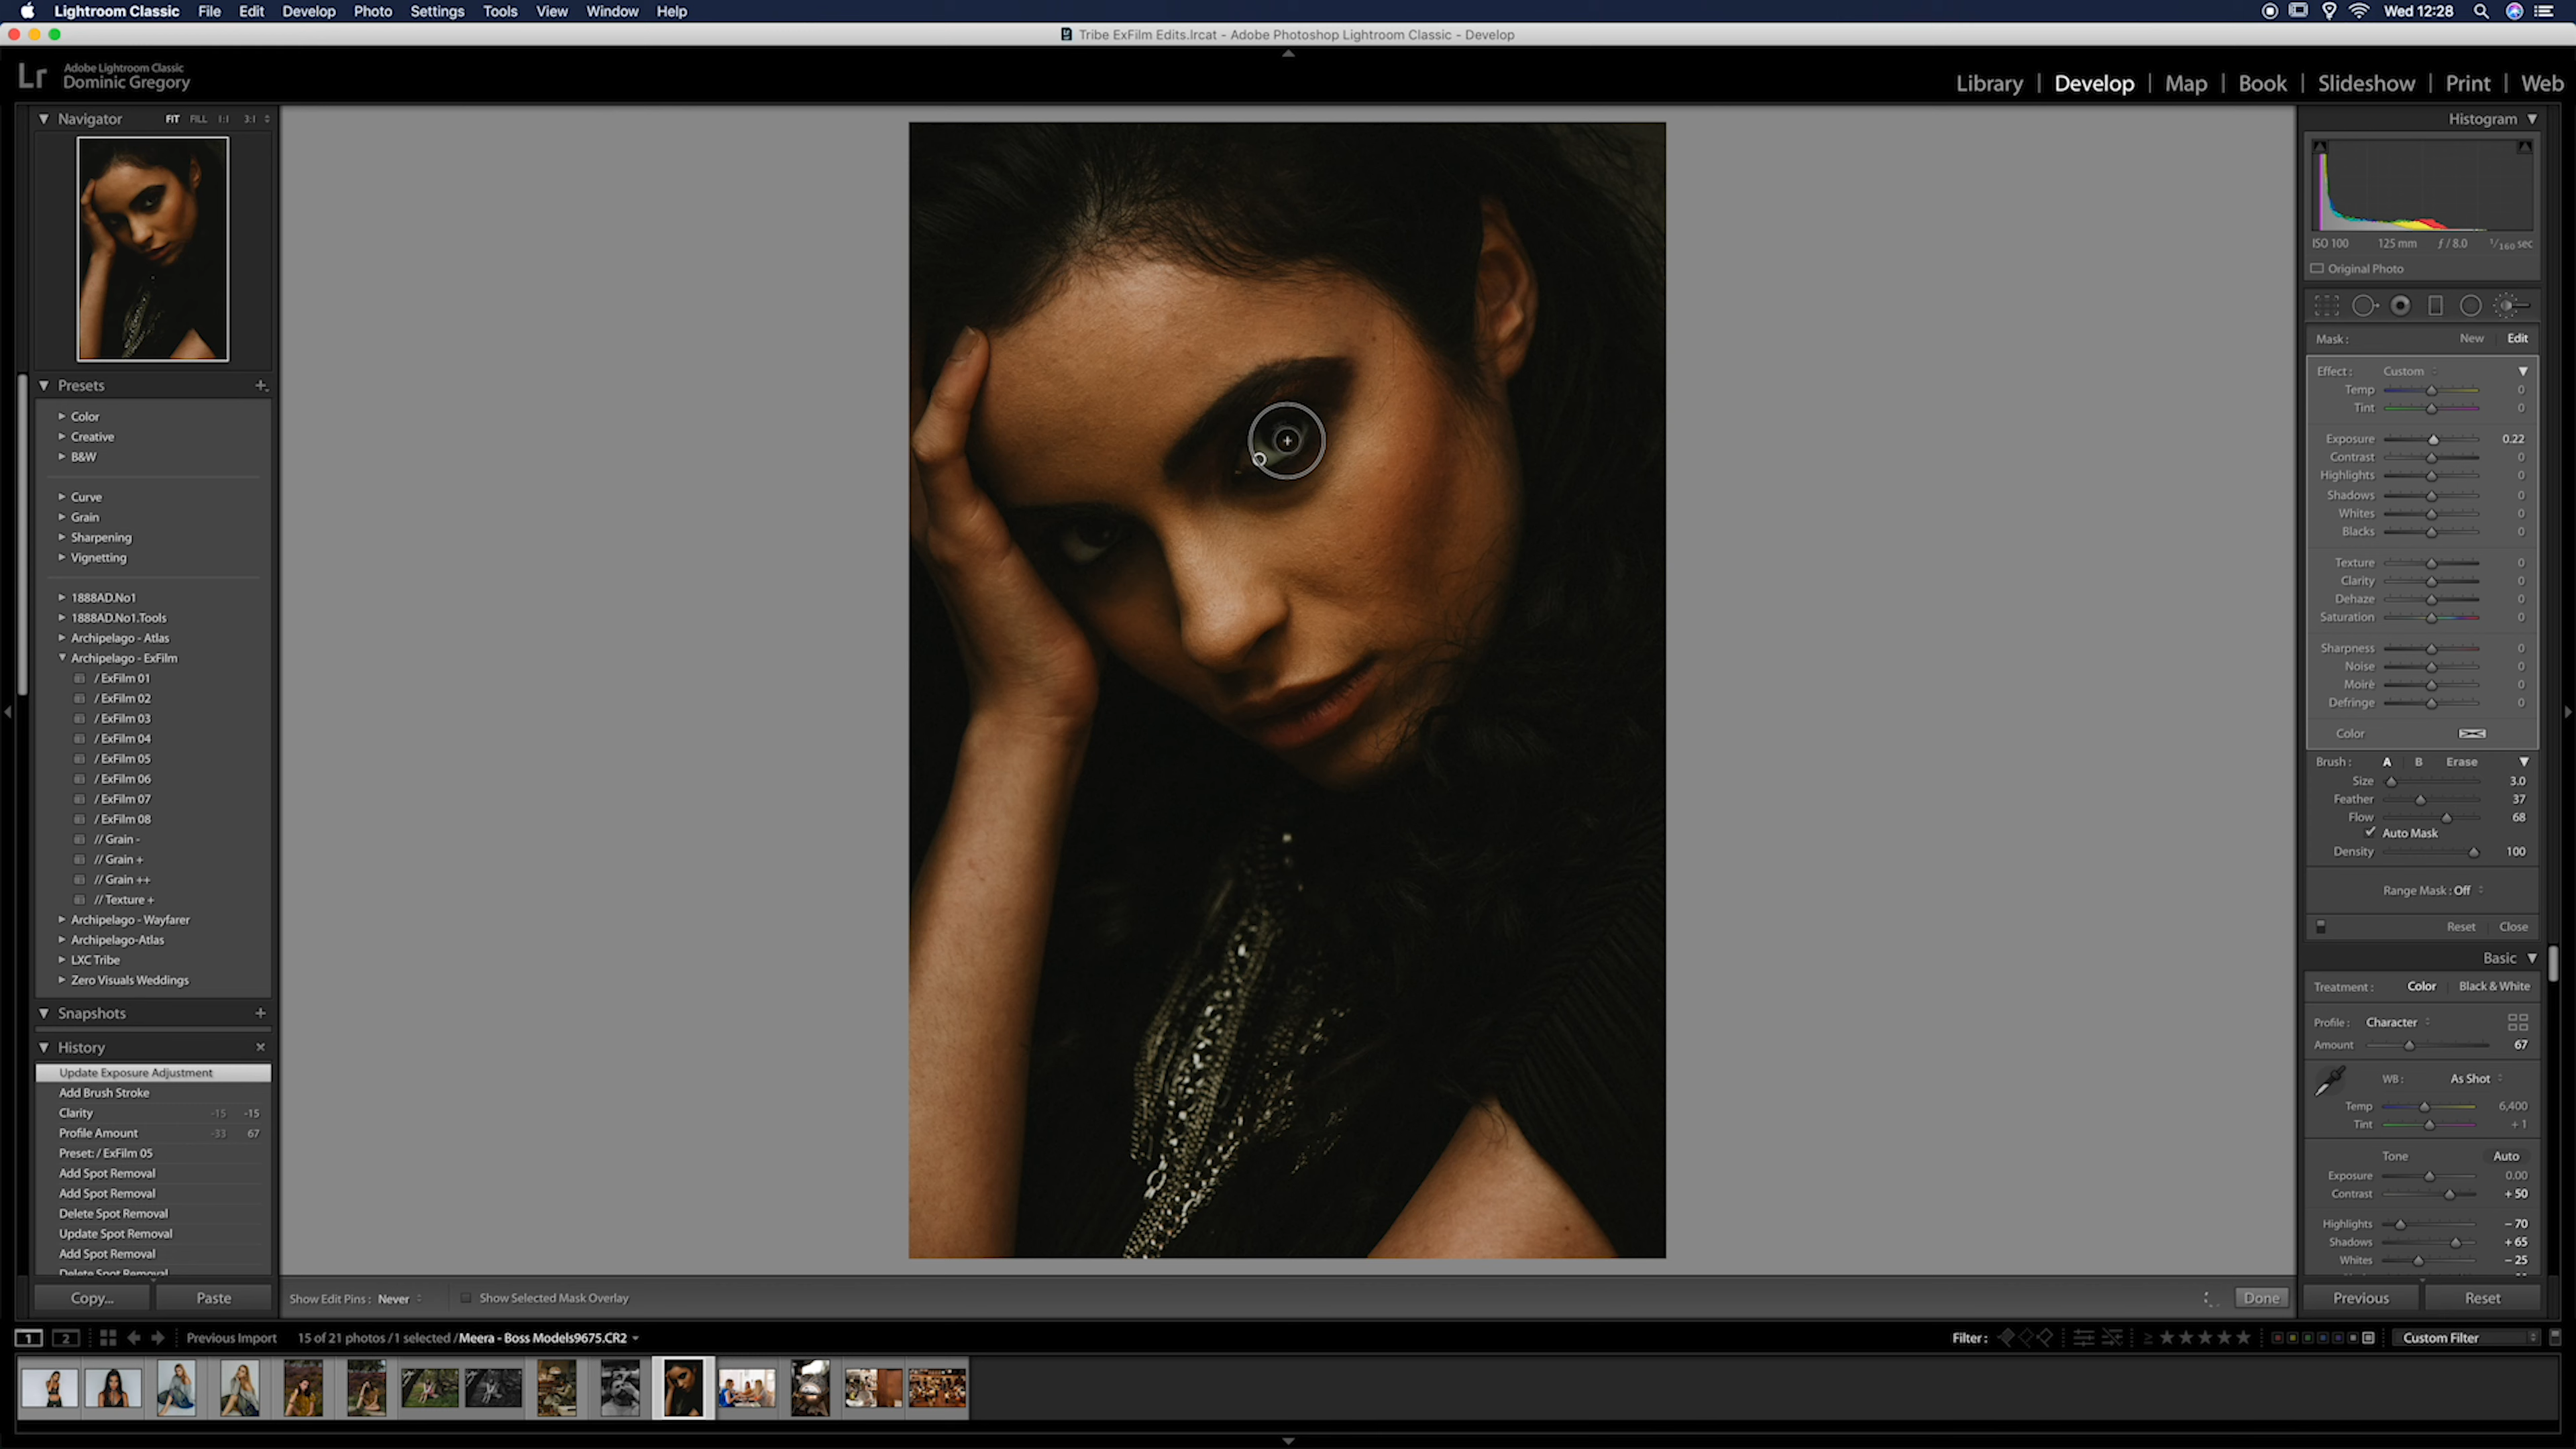 Lightroom Classic File Edit Develop Photo Settings Tools View Window Help Wed 12:28
Tribe ExFilm Edits.lrcat - Adobe Photoshop Lightroom Classic - Develop
Lr Adobe Lightroom Classic
Dominic Gregory
Library | Develop | Map | Book | Slideshow | Print | Web
Navigator FIT FILL 1:1 3:1
Presets
Color
Creative
B&W
Curve
Grain
Sharpening
Vignetting
1888AD.No1
1888AD.No1.Tools
Archipelago - Atlas
Archipelago - ExFilm
/ ExFilm 01
/ ExFilm 02
/ ExFilm 03
/ ExFilm 04
/ ExFilm 05
/ ExFilm 06
/ ExFilm 07
/ ExFilm 08
// Grain -
// Grain +
// Grain ++
// Texture +
Archipelago - Wayfarer
Archipelago-Atlas
LXC Tribe
Zero Visuals Weddings
Snapshots
History
Update Exposure Adjustment
Add Brush Stroke
Clarity -15 -15
Profile Amount -33 67
Preset: / ExFilm 05
Add Spot Removal
Add Spot Removal
Delete Spot Removal
Update Spot Removal
Add Spot Removal
Delete Spot Removal
Copy... Paste
Show Edit Pins : Never Show Selected Mask Overlay Done
Histogram
ISO 100 125 mm ƒ / 8.0 1/160 sec
Original Photo
Mask : New Edit
Effect : Custom
Temp 0
Tint 0
Exposure 0.22
Contrast 0
Highlights 0
Shadows 0
Whites 0
Blacks 0
Texture 0
Clarity 0
Dehaze 0
Saturation 0
Sharpness 0
Noise 0
Moiré 0
Defringe 0
Color
Brush : A B Erase
Size 3.0
Feather 37
Flow 68
Auto Mask
Density 100
Range Mask : Off
Reset Close
Basic
Treatment : Color Black & White
Profile : Character
Amount 67
WB : As Shot
Temp 6,400
Tint + 1
Tone Auto
Exposure 0.00
Contrast + 50
Highlights - 70
Shadows + 65
Whites - 25
Previous Reset
1 2 Previous Import 15 of 21 photos / 1 selected / Meera - Boss Models9675.CR2 Filter : ≥ Custom Filter